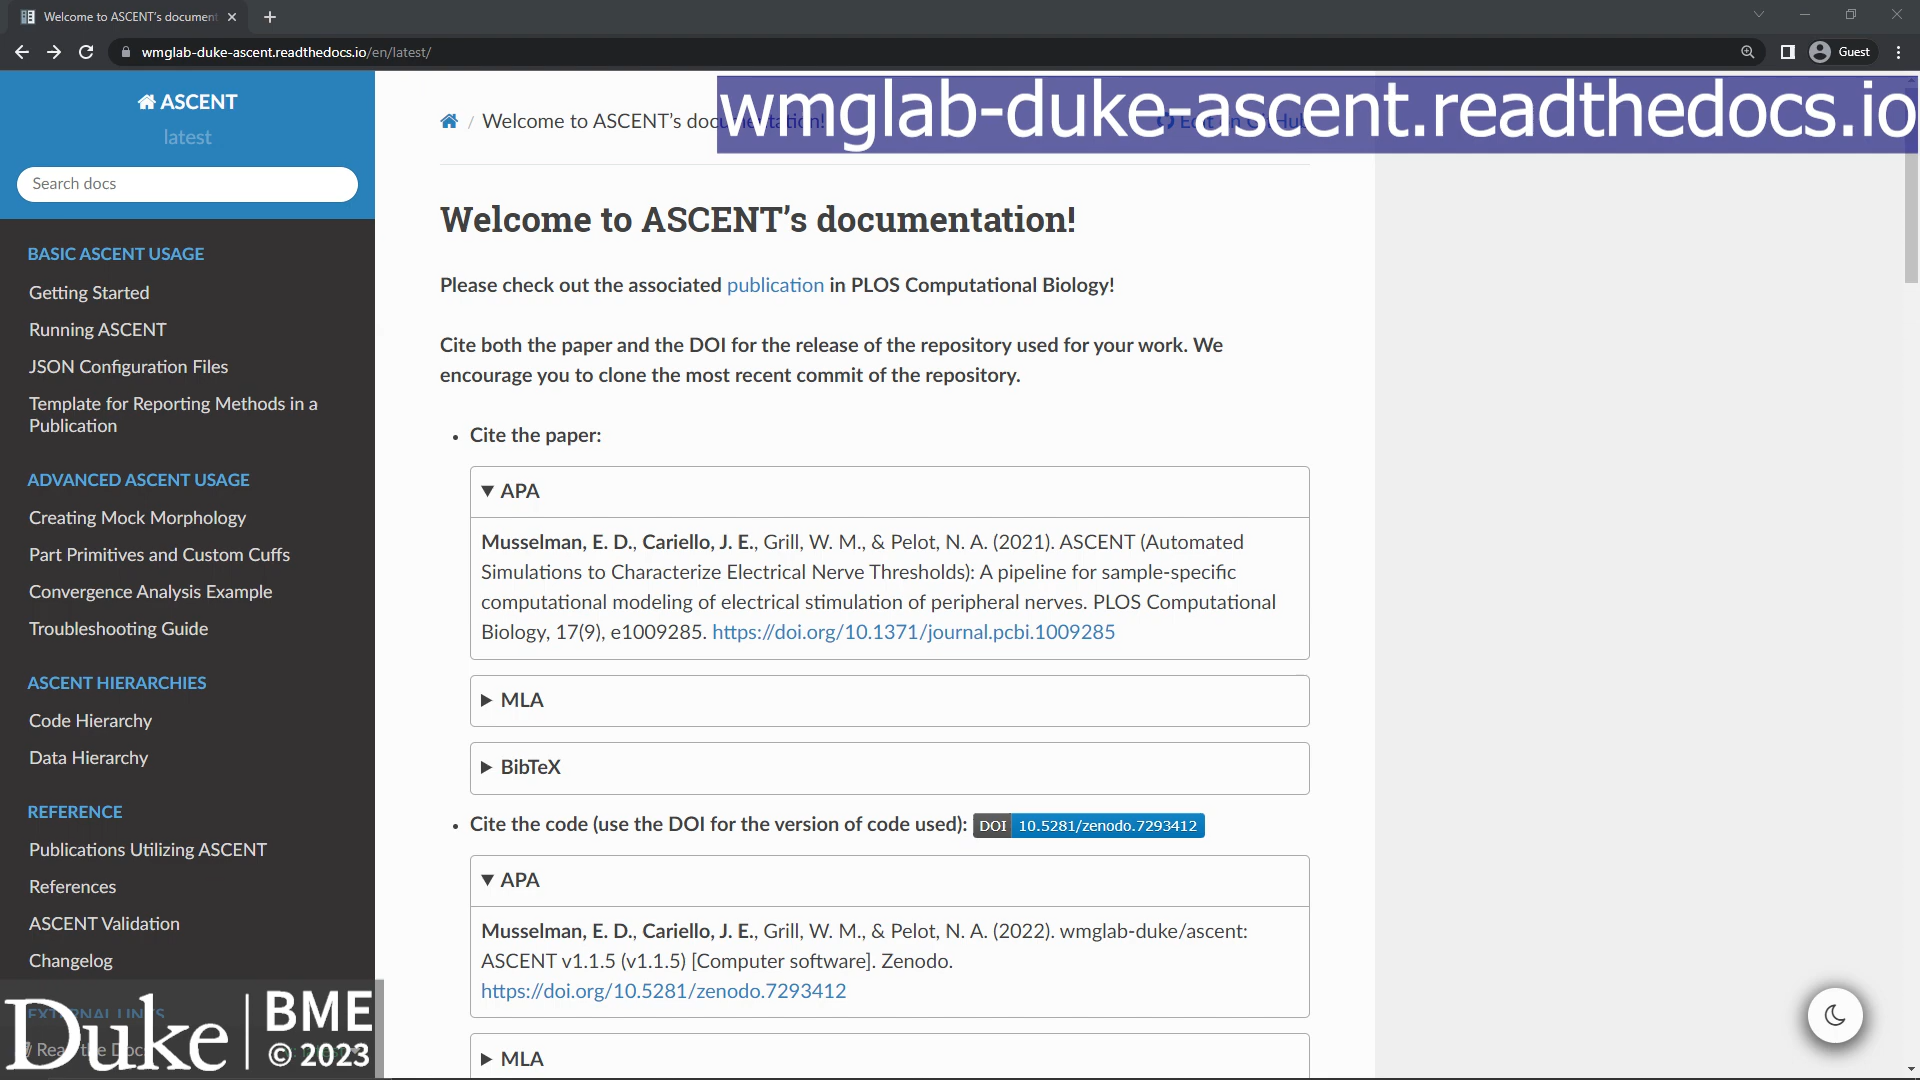 Welcome to ASCENT's document
wmglab-duke-ascent.readthedocs.io/en/latest/
Guest
ASCENT
latest
Search docs
BASIC ASCENT USAGE
Getting Started
Running ASCENT
JSON Configuration Files
Template for Reporting Methods in a
Publication
ADVANCED ASCENT USAGE
Creating Mock Morphology
Part Primitives and Custom Cuffs
Convergence Analysis Example
Troubleshooting Guide
ASCENT HIERARCHIES
Code Hierarchy
Data Hierarchy
REFERENCE
Publications Utilizing ASCENT
References
ASCENT Validation
Changelog
EXTERNAL LINKS
Read the Docs
Duke
BME
© 2023
wmglab-duke-ascent.readthedocs.io
/ Welcome to ASCENT's documentation!
Edit on GitHub
Welcome to ASCENT's documentation!
Please check out the associated publication in PLOS Computational Biology!
Cite both the paper and the DOI for the release of the repository used for your work. We
encourage you to clone the most recent commit of the repository.
• Cite the paper:
▼ APA
Musselman, E. D., Cariello, J. E., Grill, W. M., & Pelot, N. A. (2021). ASCENT (Automated
Simulations to Characterize Electrical Nerve Thresholds): A pipeline for sample-specific
computational modeling of electrical stimulation of peripheral nerves. PLOS Computational
Biology, 17(9), e1009285. https://doi.org/10.1371/journal.pcbi.1009285
▶ MLA
▶ BibTeX
• Cite the code (use the DOI for the version of code used): DOI 10.5281/zenodo.7293412
▼ APA
Musselman, E. D., Cariello, J. E., Grill, W. M., & Pelot, N. A. (2022). wmglab-duke/ascent:
ASCENT v1.1.5 (v1.1.5) [Computer software]. Zenodo.
https://doi.org/10.5281/zenodo.7293412
▶ MLA